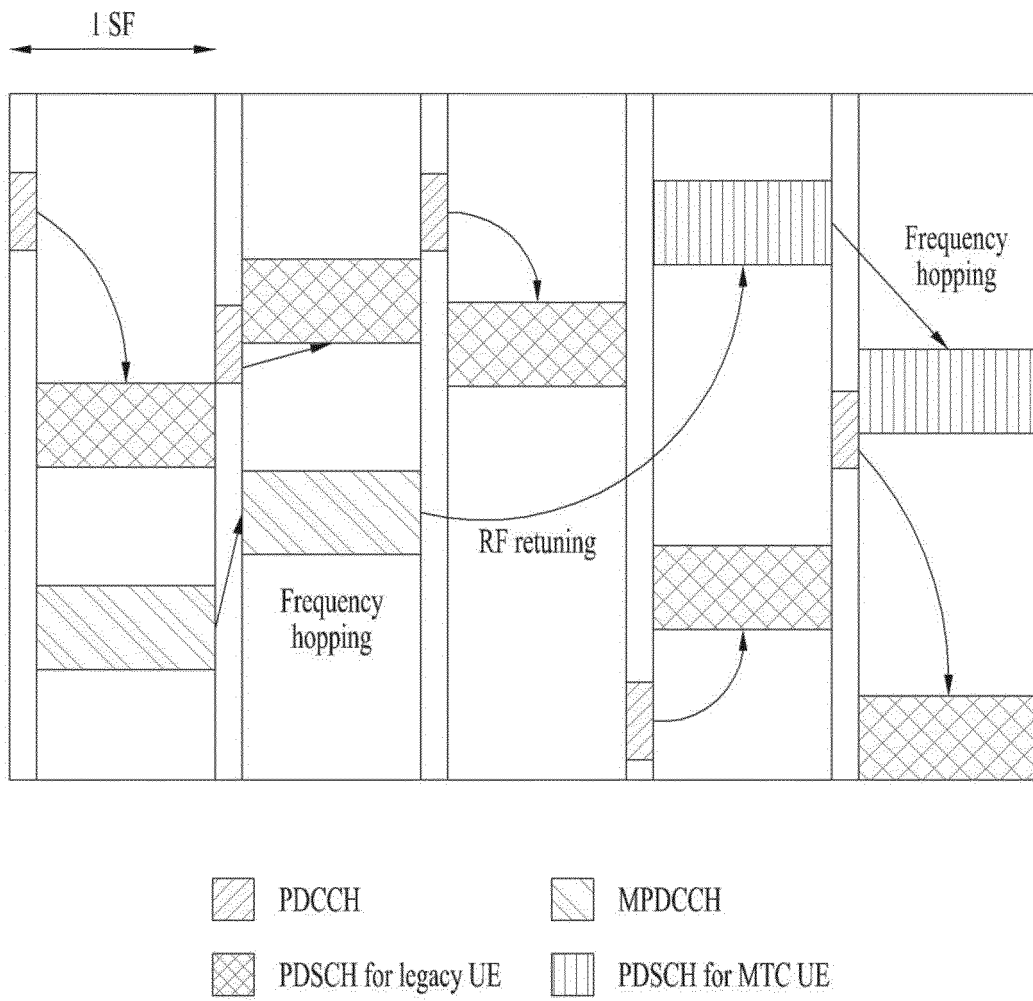 1 SF
Frequency
hopping
RF retuning
Frequency
hopping
PDCCH
MPDCCH
PDSCH for legacy UE
PDSCH for MTC UE